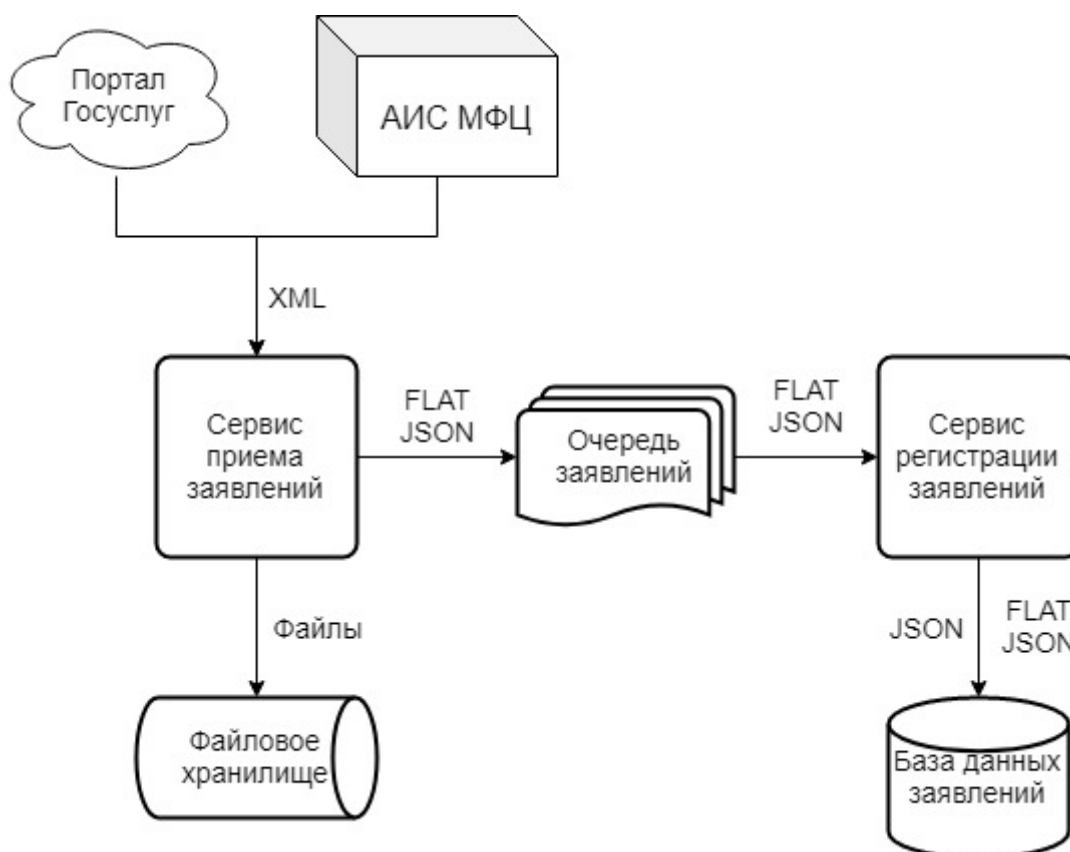 Портал
Госуслуг
АИС МФЦ
XML
Сервис
приема
заявлений
FLAT
JSON
Очередь
заявлений
FLAT
JSON
Сервис
регистрации
заявлений
Файлы
JSON
FLAT
JSON
Файловое
хранилище
База данных
заявлений